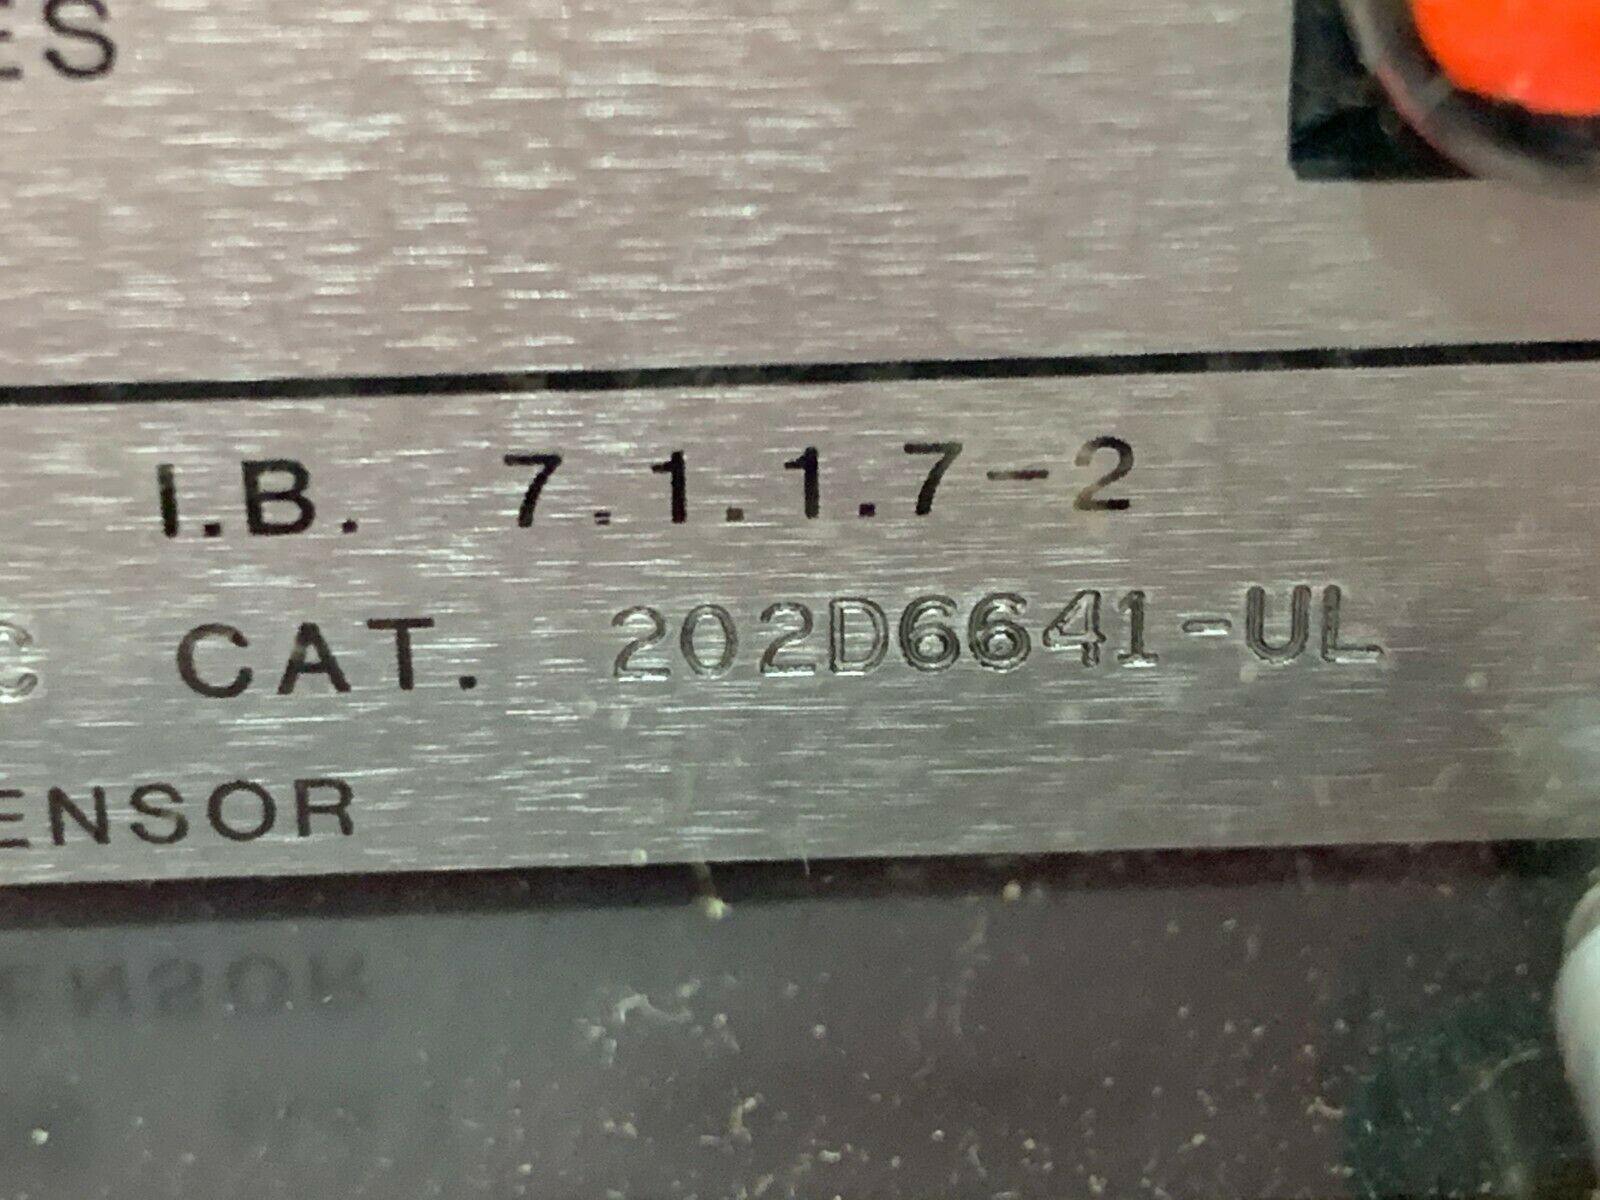 ES
I.B. 7.1.1.7-2
C CAT. 202D6641-UL
ENSOR